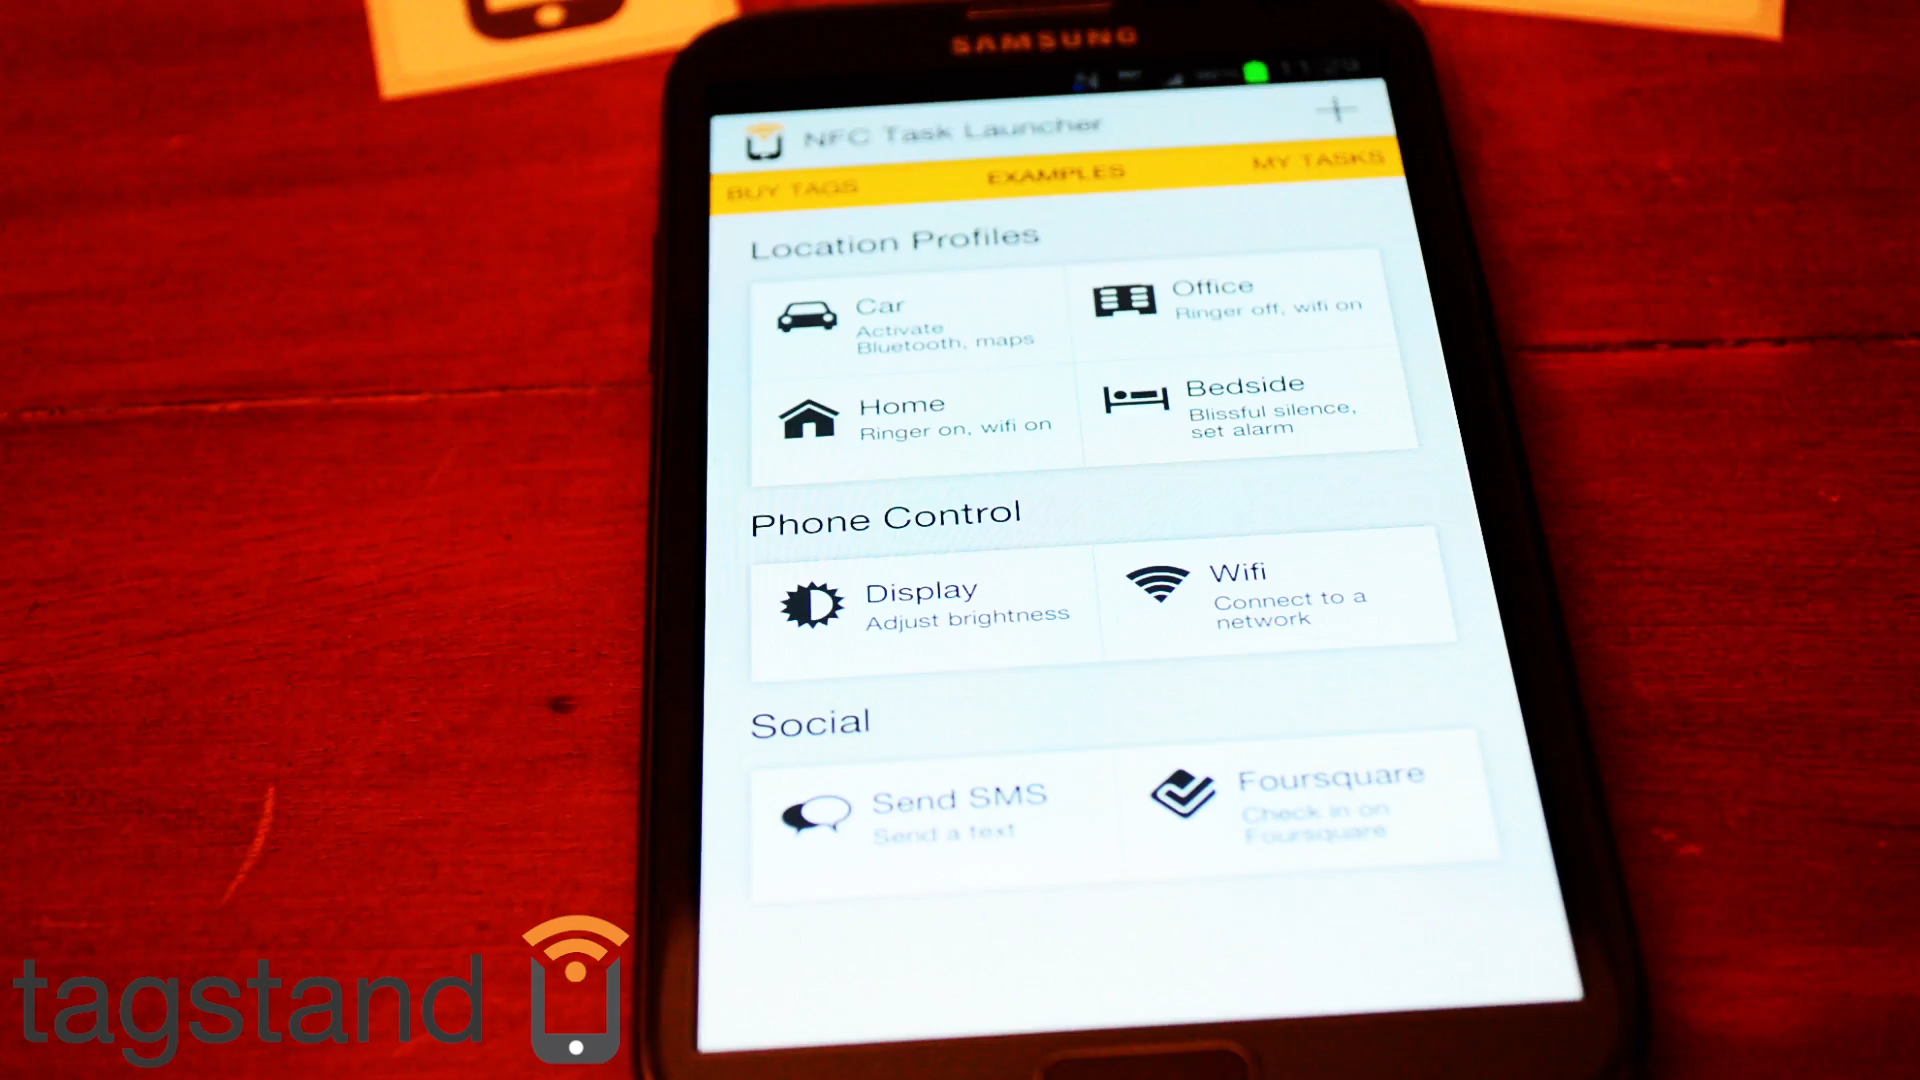 SAMSUNG
11:29
NFC Task Launcher
BUY TAGS
EXAMPLES
MY TASKS
Location Profiles
Car
Activate
Bluetooth, maps
Office
Ringer off, wifi on
Home
Ringer on, wifi on
Bedside
Blissful silence,
set alarm
Phone Control
Display
Adjust brightness
Wifi
Connect to a
network
Social
Send SMS
Send a text
Foursquare
Check in on
Foursquare
tagstand